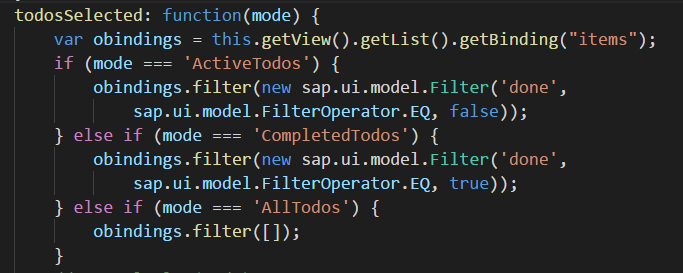 todosSelected: function(mode) {
    var obindings = this.getView().getList().getBinding("items");
    if (mode === 'ActiveTodos') {
        obindings.filter(new sap.ui.model.Filter('done',
            sap.ui.model.FilterOperator.EQ, false));
    } else if (mode === 'CompletedTodos') {
        obindings.filter(new sap.ui.model.Filter('done',
            sap.ui.model.FilterOperator.EQ, true));
    } else if (mode === 'AllTodos') {
        obindings.filter([]);
    }